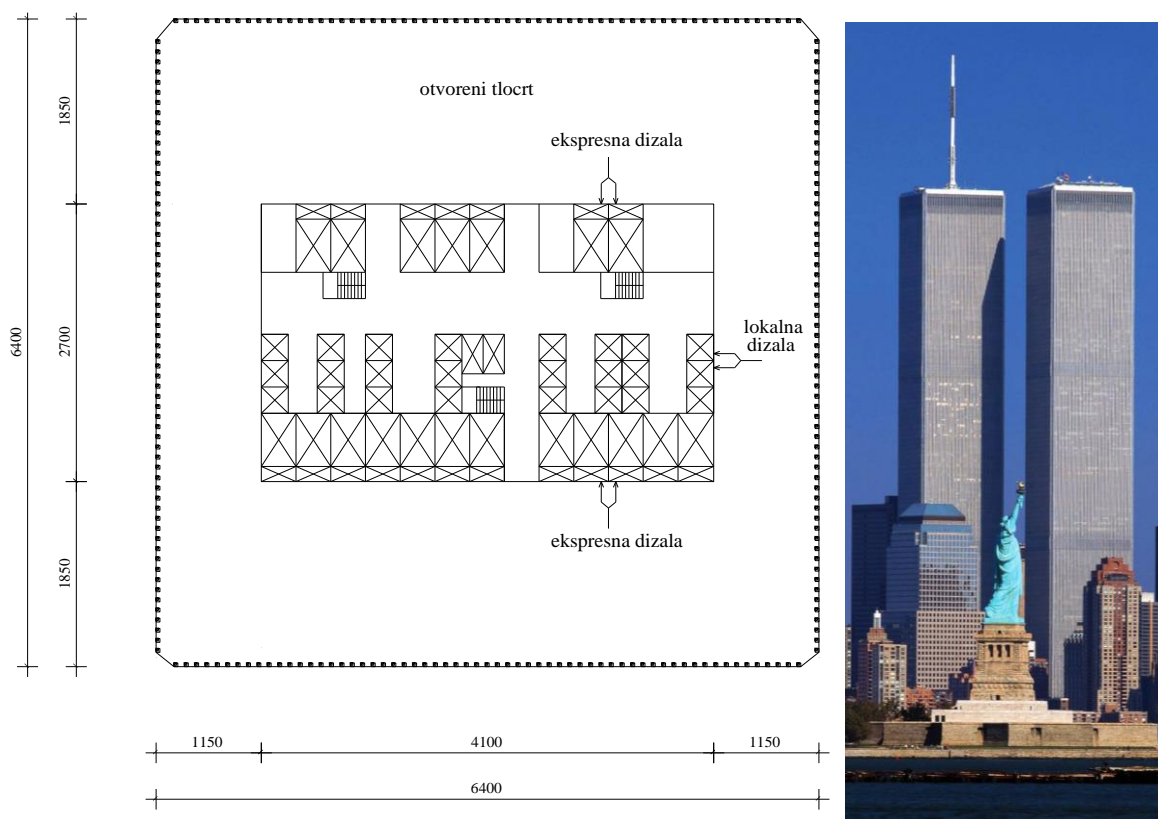 otvoreni tlocrt
ekspresna dizala
lokalna
dizala
ekspresna dizala
1850
2700
1850
6400
1150
4100
1150
6400